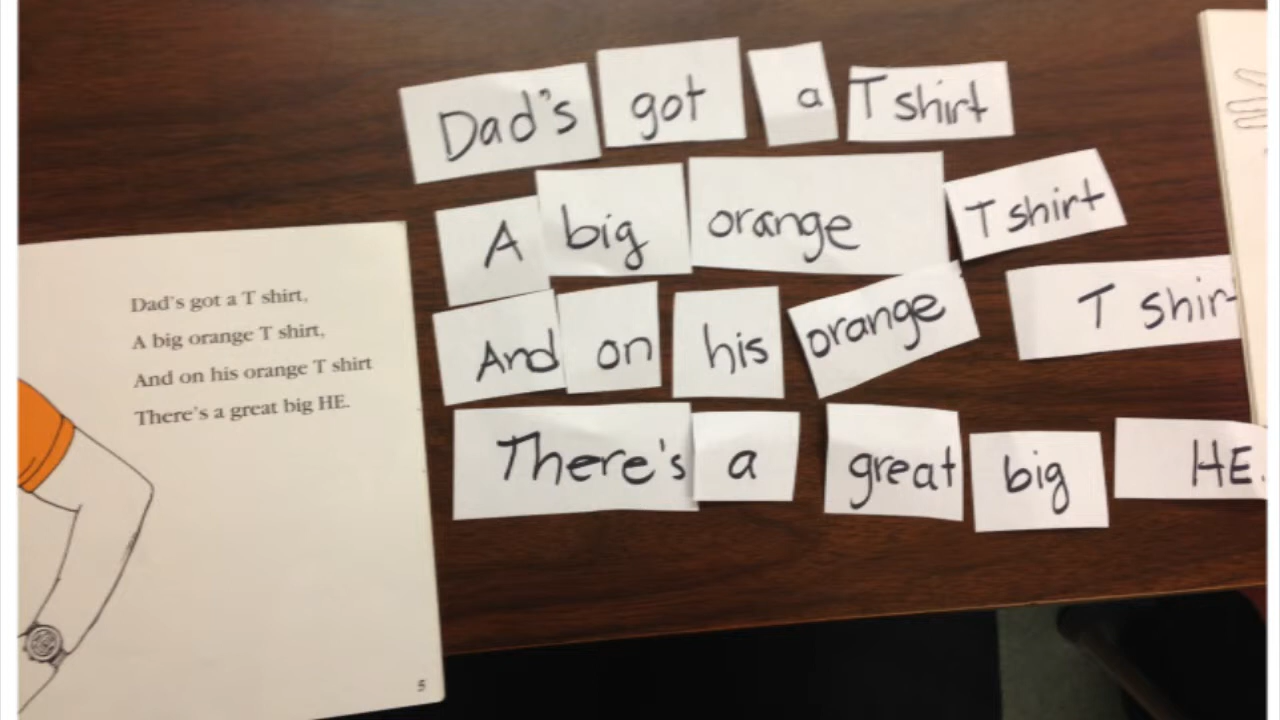 Dad's got a T shirt,
A big orange T shirt,
And on his orange T shirt
There's a great big HE.
5
Dad's got a T shirt
A big orange T shirt
And on his orange T shir
There's a great big HE.